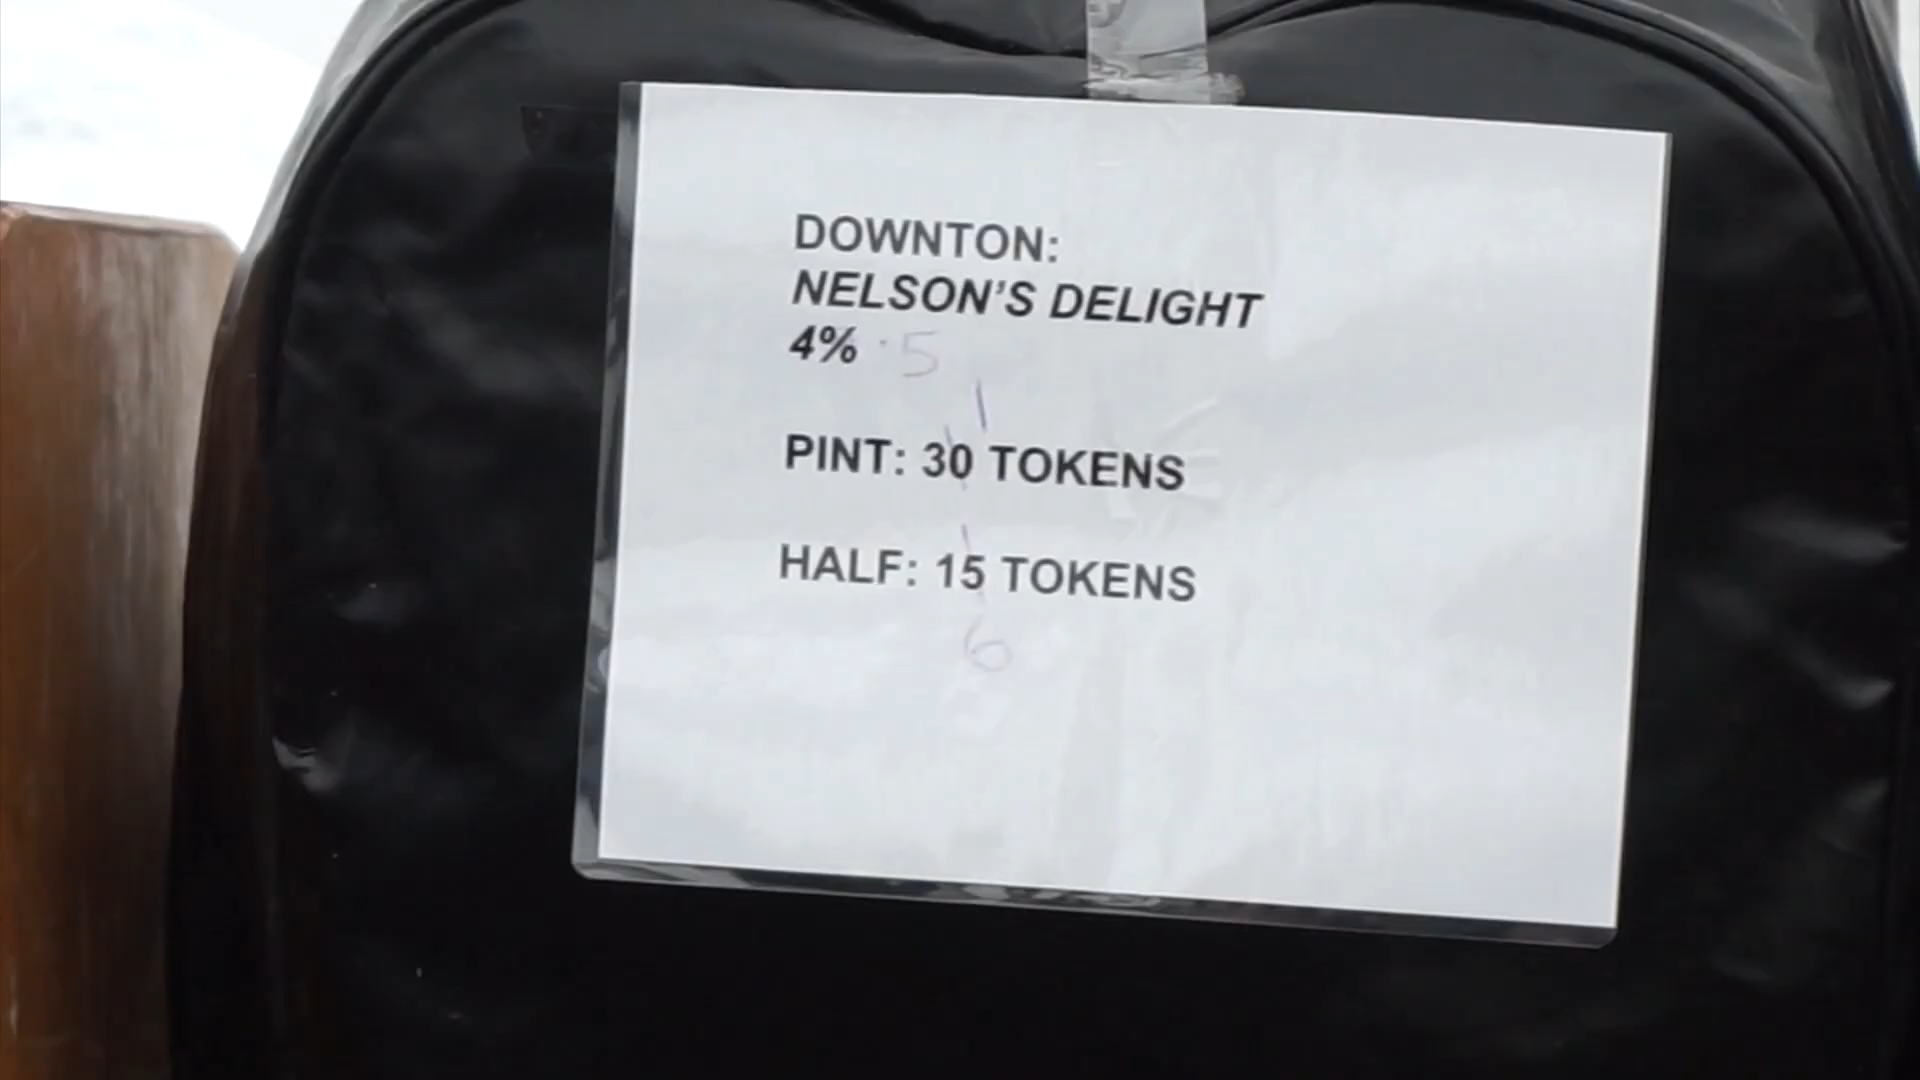 DOWNTON:
NELSON'S DELIGHT
4% .5
PINT: 30 TOKENS
HALF: 15 TOKENS
6